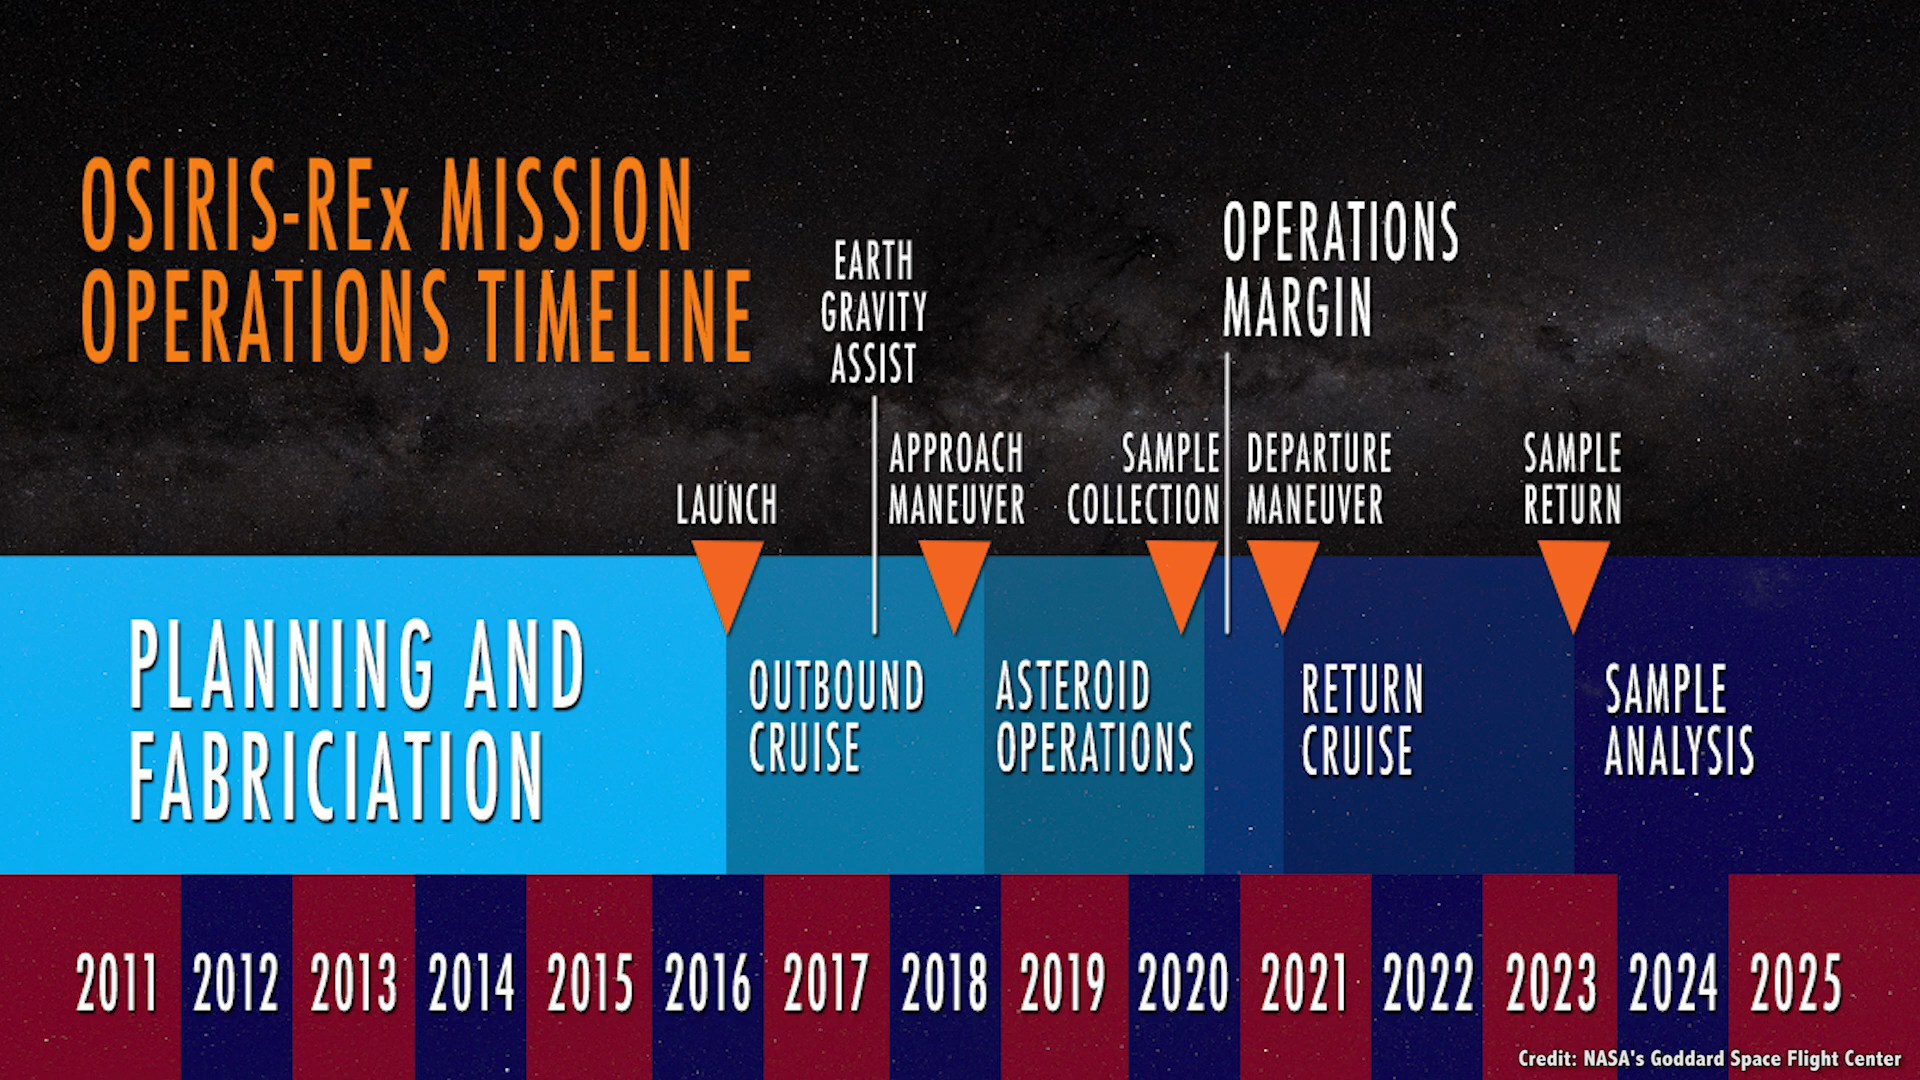 OSIRIS-REx MISSION
OPERATIONS TIMELINE
EARTH
GRAVITY
ASSIST
OPERATIONS
MARGIN
LAUNCH
APPROACH
MANEUVER
SAMPLE
COLLECTION
DEPARTURE
MANEUVER
SAMPLE
RETURN
PLANNING AND
FABRICIATION
OUTBOUND
CRUISE
ASTEROID
OPERATIONS
RETURN
CRUISE
SAMPLE
ANALYSIS
2011 2012 2013 2014 2015 2016 2017 2018 2019 2020 2021 2022 2023 2024 2025
Credit: NASA's Goddard Space Flight Center